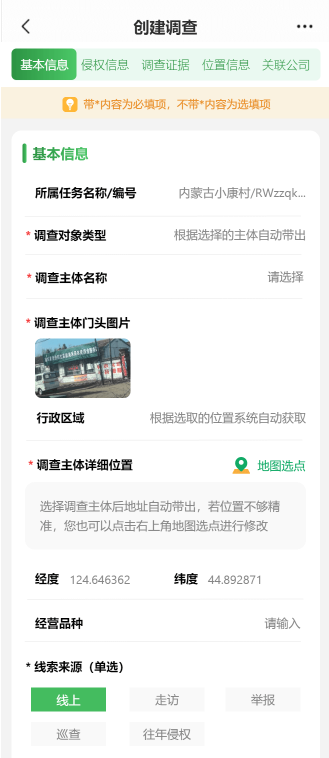 创建调查
基本信息 侵权信息 调查证据 位置信息 关联公司
带*内容为必填项，不带*内容为选填项
基本信息
所属任务名称/编号 内蒙古小康村/RWzzqk...
* 调查对象类型 根据选择的主体自动带出
* 调查主体名称 请选择
* 调查主体门头图片
行政区域 根据选取的位置系统自动获取
* 调查主体详细位置 地图选点
选择调查主体后地址自动带出，若位置不够精
准，您也可以点击右上角地图选点进行修改
经度 124.646362 纬度 44.892871
经营品种 请输入
* 线索来源（单选）
线上 走访 举报
巡查 往年侵权